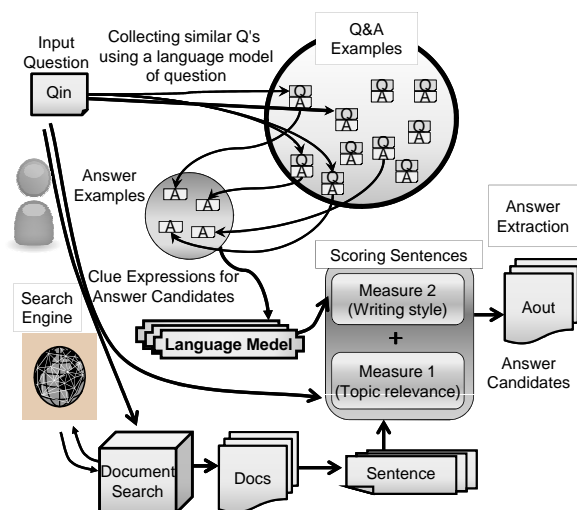 Input
Question
Qin
Collecting similar Q's
using a language model
of question
Q&A
Examples
Q
A
Q
A
Q
A
Q
A
Q
A
Q
A
Q
A
Q
A
Q
A
Q
A
Answer
Examples
A
A
A
A
Clue Expressions for
Answer Candidates
Language Model
Scoring Sentences
Measure 2
(Writing style)
+
Measure 1
(Topic relevance)
Answer
Extraction
Aout
Answer
Candidates
Search
Engine
Document
Search
Docs
Sentence